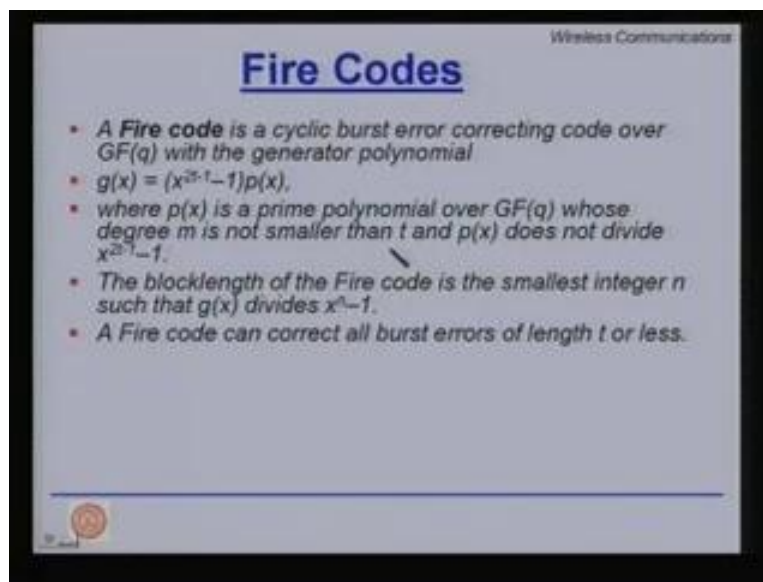 Wireless Communications
Fire Codes
• A Fire code is a cyclic burst error correcting code over
GF(q) with the generator polynomial
• g(x) = (x²ᵗ⁻¹–1)p(x),
• where p(x) is a prime polynomial over GF(q) whose
degree m is not smaller than t and p(x) does not divide
x²ᵗ⁻¹–1.
• The blocklength of the Fire code is the smallest integer n
such that g(x) divides xⁿ–1.
• A Fire code can correct all burst errors of length t or less.